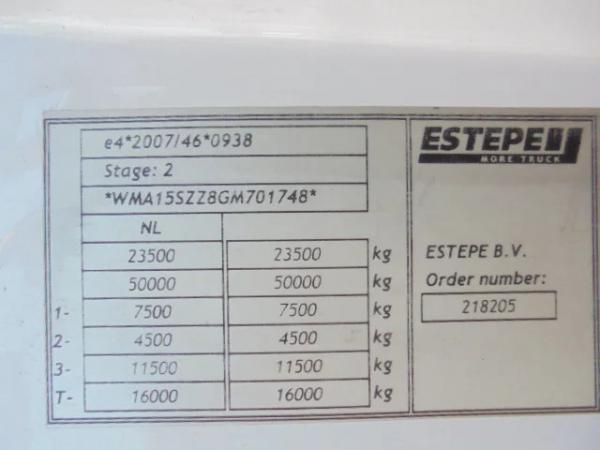 e4*2007/46*0938
Stage: 2
*WMA15SZZ8GM701748*
NL
23500 23500 kg
50000 50000 kg
1- 7500 7500 kg
2- 4500 4500 kg
3- 11500 11500 kg
T- 16000 16000 kg
ESTEPE
MORE TRUCK
ESTEPE B.V.
Order number:
218205